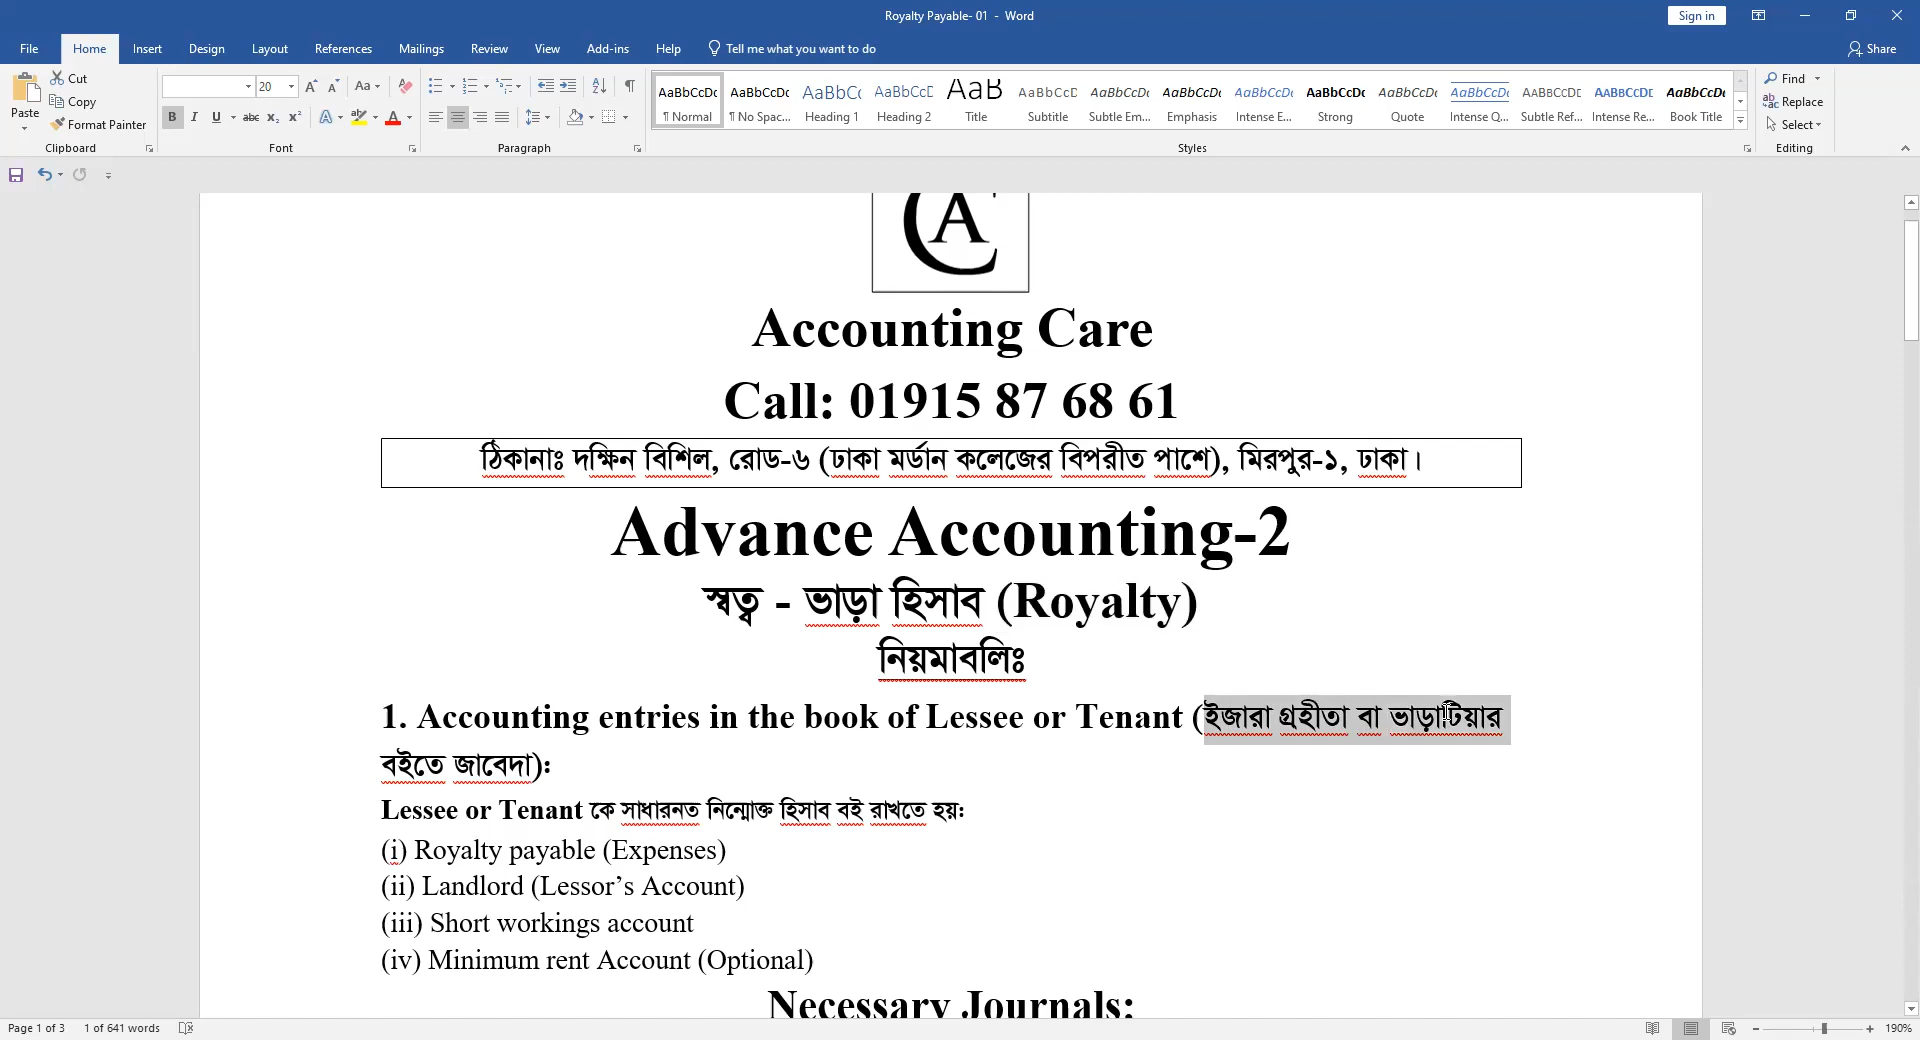 Royalty Payable- 01 - Word
Sign in
File Home Insert Design Layout References Mailings Review View Add-ins Help Tell me what you want to do Share
Cut
Copy
Format Painter
Paste
Clipboard
20
Font
Paragraph
AaBbCcDc AaBbCcDc AaBbCc AaBbCcD AaB AaBbCcD AaBbCcDc AaBbCcDc AaBbCcDc AaBbCcDc AaBbCcDc AaBbCcDc AABBCCDD AABBCCDD AaBbCcDc
¶ Normal ¶ No Spac... Heading 1 Heading 2 Title Subtitle Subtle Em... Emphasis Intense E... Strong Quote Intense Q... Subtle Ref... Intense Re... Book Title
Styles
Find
Replace
Select
Editing
CA
Accounting Care
Call: 01915 87 68 61
ঠিকানাঃ দক্ষিন বিশিল, রোড-৬ (ঢাকা মর্ডান কলেজের বিপরীত পাশে), মিরপুর-১, ঢাকা।
Advance Accounting-2
স্বত্ব - ভাড়া হিসাব (Royalty)
নিয়মাবলিঃ
1. Accounting entries in the book of Lessee or Tenant (ইজারা গ্রহীতা বা ভাড়াটিয়ার
বইতে জাবেদা):
Lessee or Tenant কে সাধারনত নিন্মোক্ত হিসাব বই রাখতে হয়:
(i) Royalty payable (Expenses)
(ii) Landlord (Lessor’s Account)
(iii) Short workings account
(iv) Minimum rent Account (Optional)
Necessary Journals:
Page 1 of 3 1 of 641 words
190%